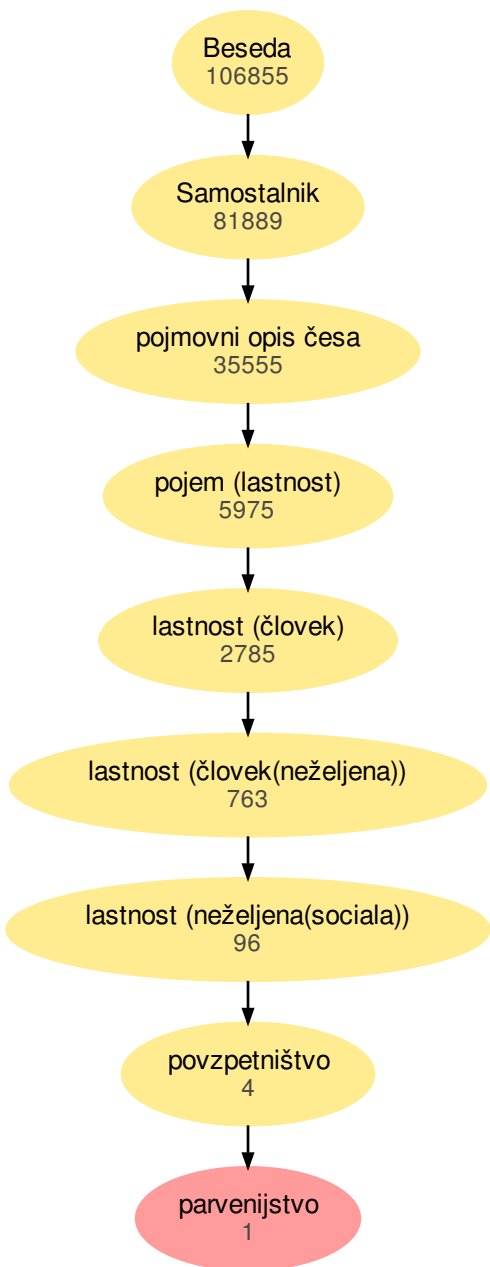 Beseda
106855
Samostalnik
81889
pojmovni opis česa
35555
pojem (lastnost)
5975
lastnost (človek)
2785
lastnost (človek(neželjena))
763
lastnost (neželjena(sociala))
96
povzpetništvo
4
parvenijstvo
1